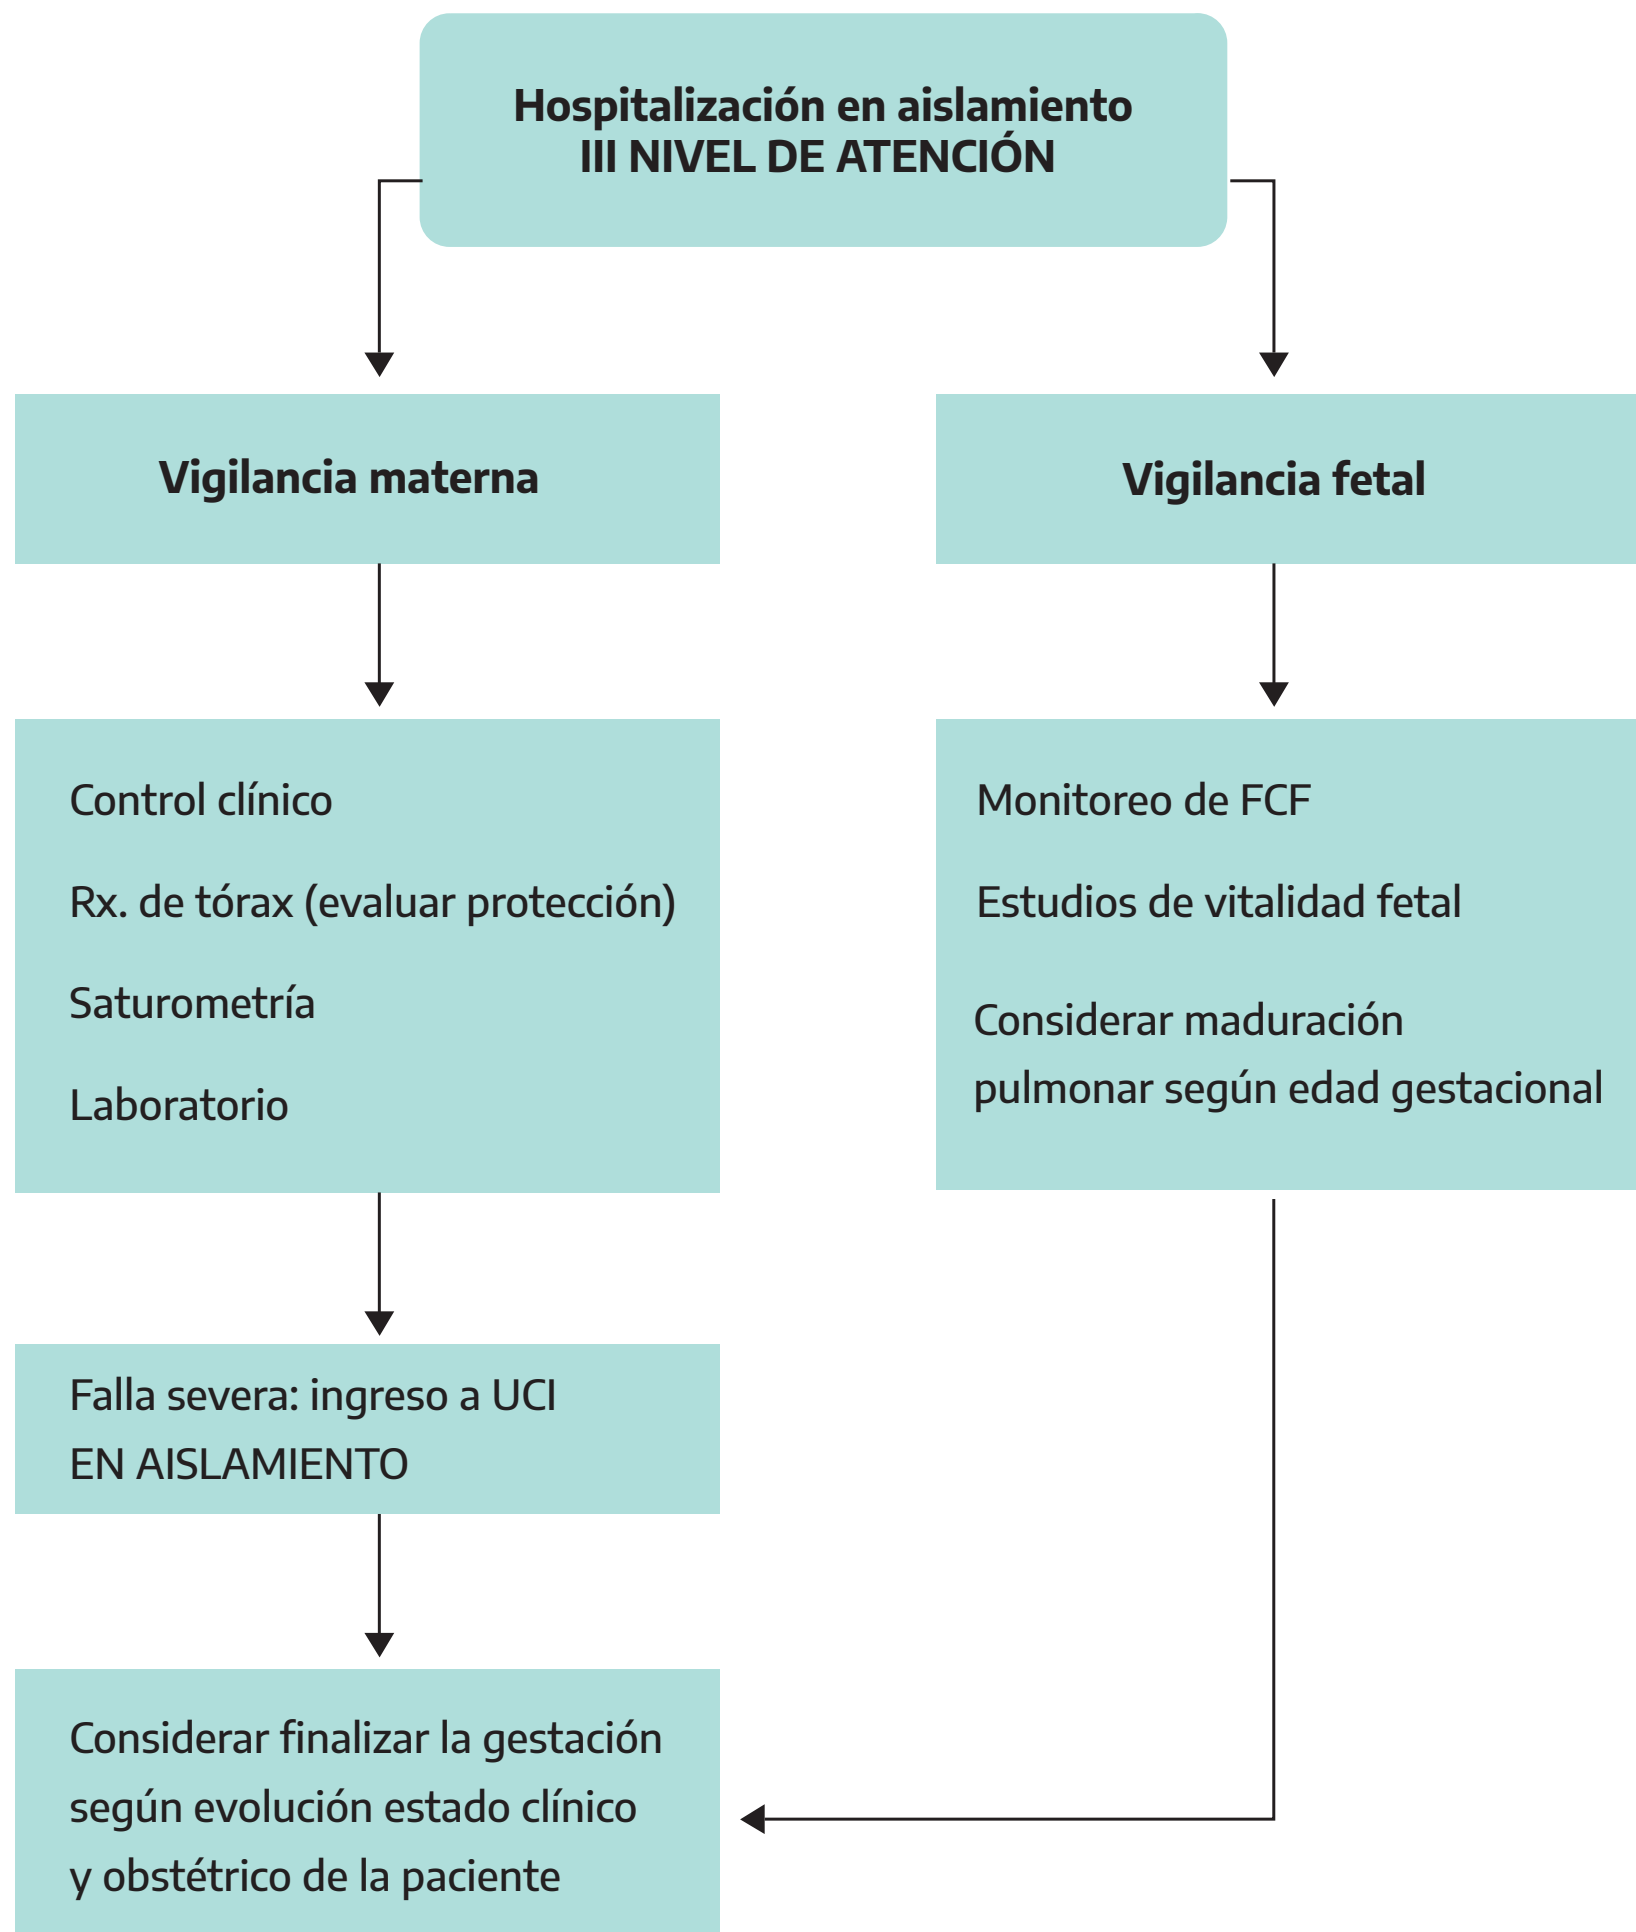 Hospitalización en aislamiento
III NIVEL DE ATENCIÓN
Vigilancia materna
Vigilancia fetal
Control clínico
Rx. de tórax (evaluar protección)
Saturometría
Laboratorio
Monitoreo de FCF
Estudios de vitalidad fetal
Considerar maduración
pulmonar según edad gestacional
Falla severa: ingreso a UCI
EN AISLAMIENTO
Considerar finalizar la gestación
según evolución estado clínico
y obstétrico de la paciente